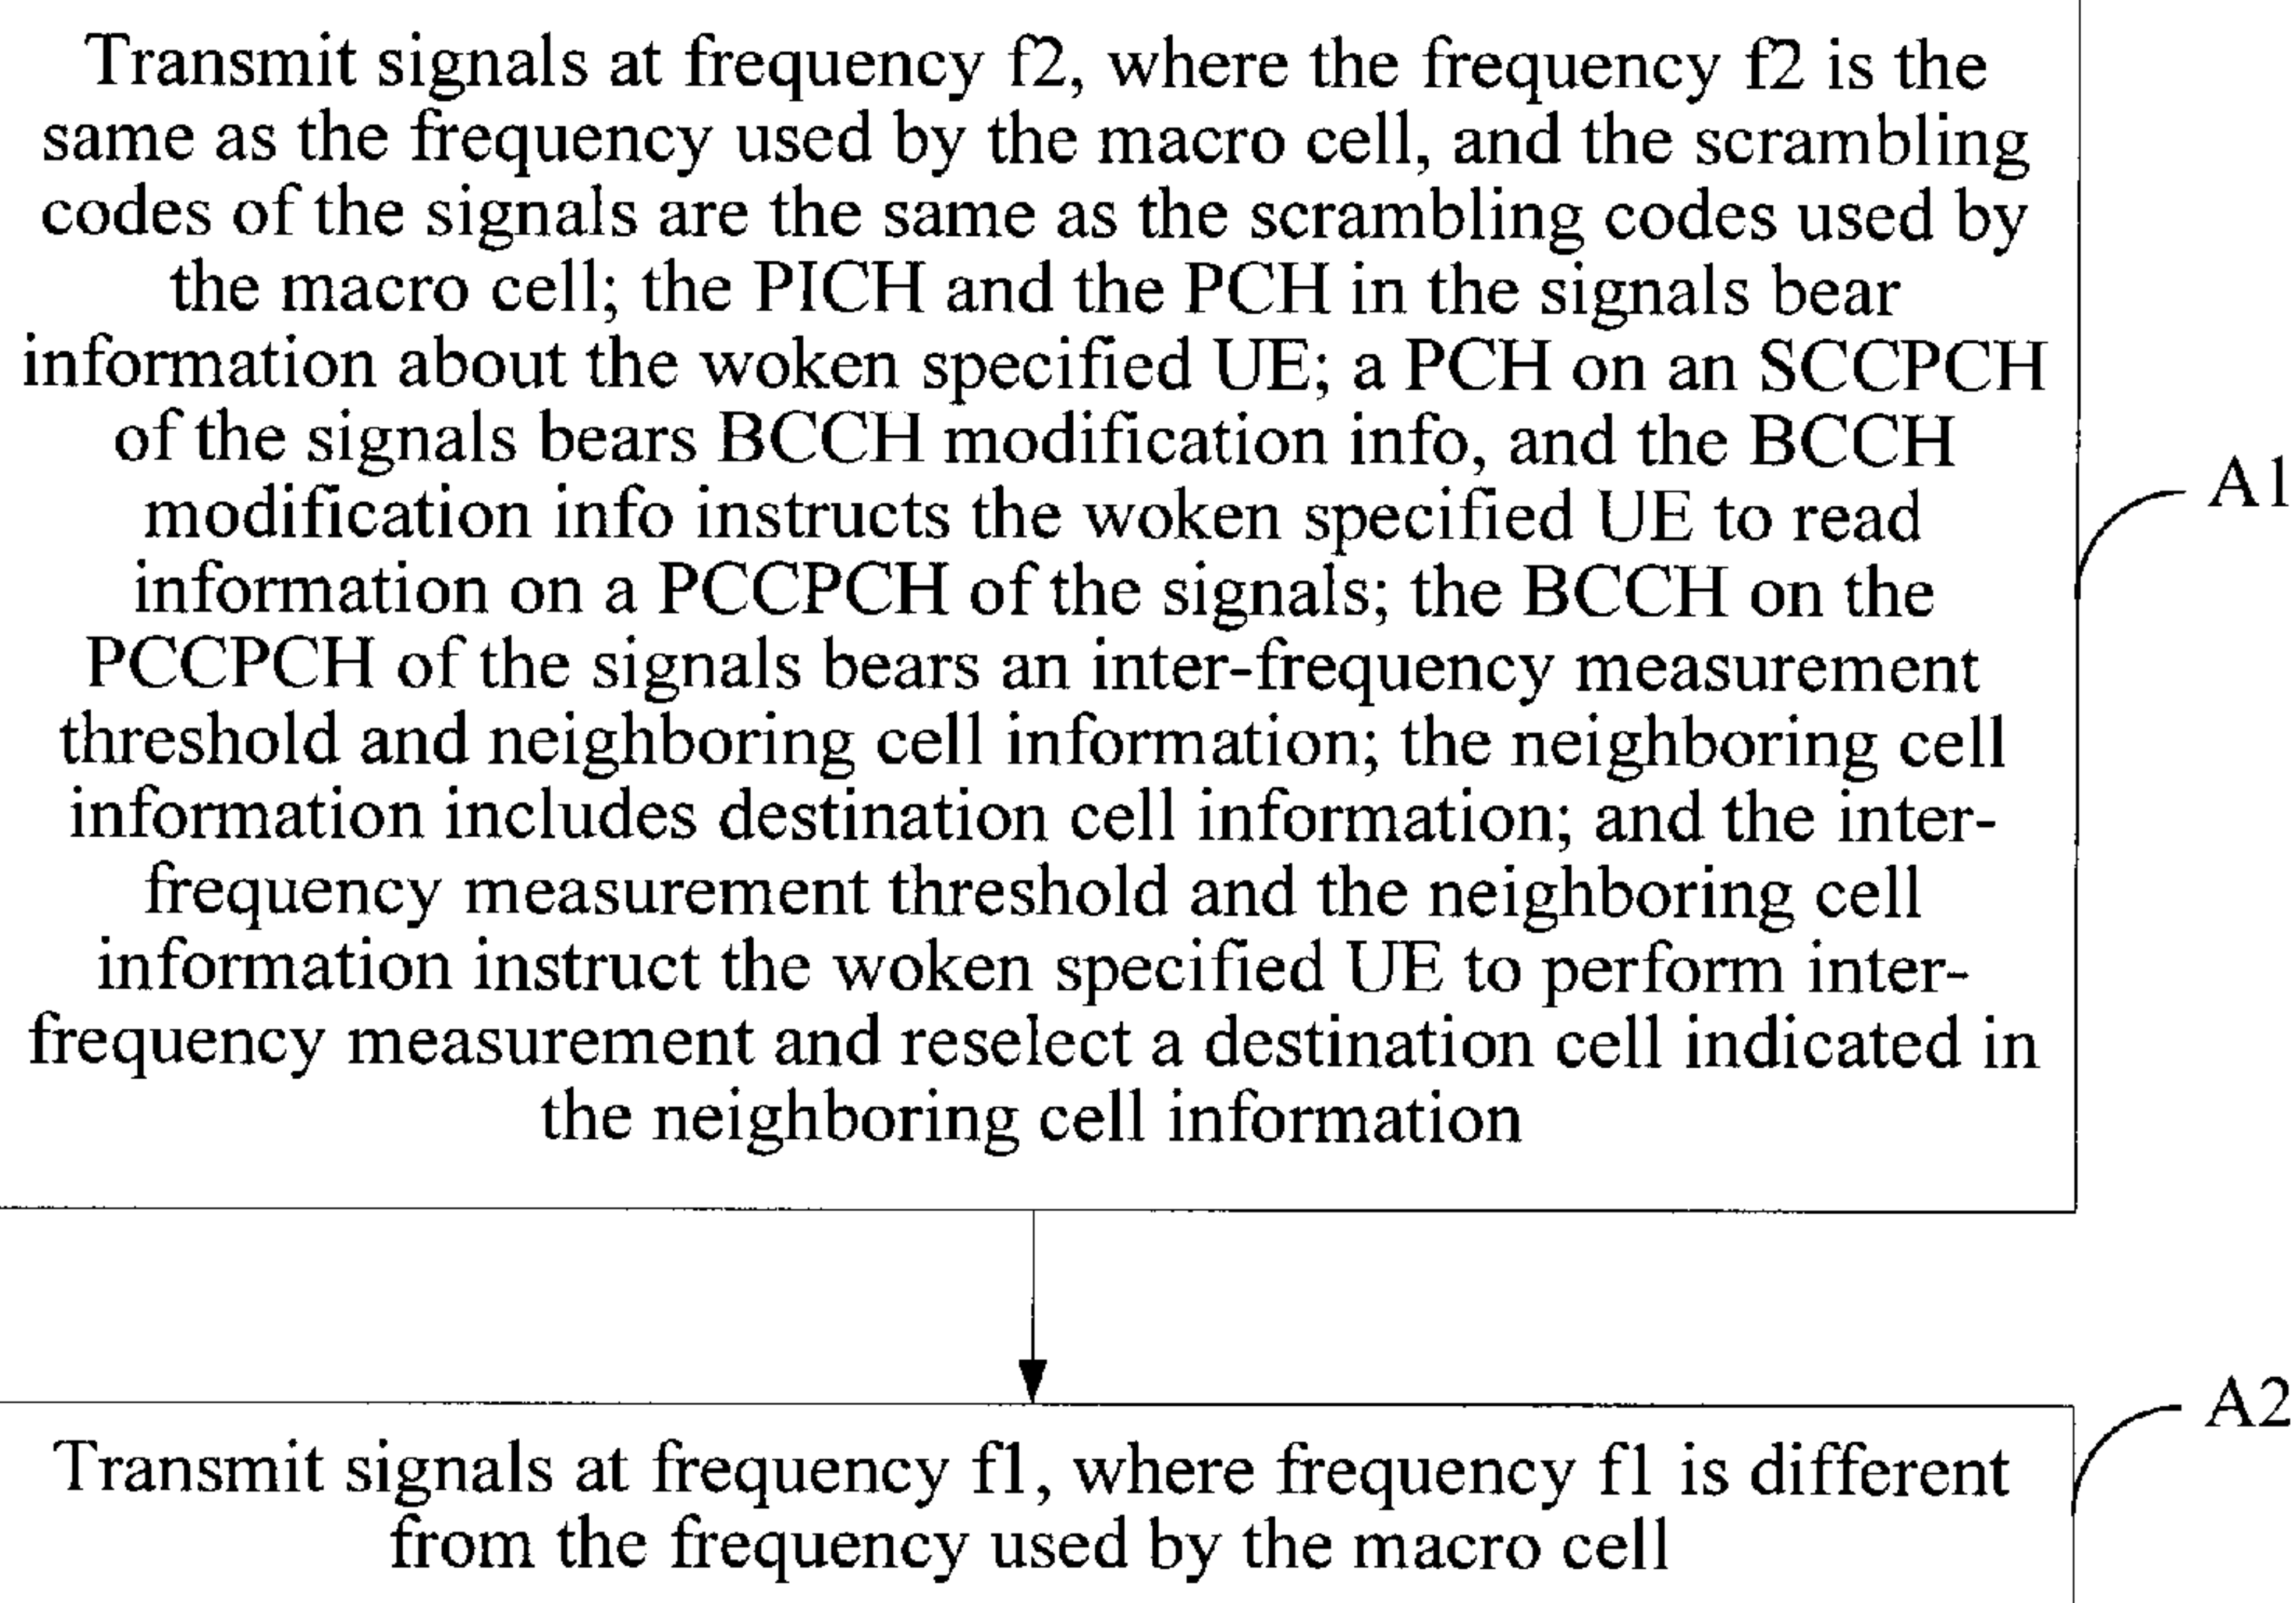 Transmit signals at frequency f2, where the frequency f2 is the
same as the frequency used by the macro cell, and the scrambling
codes of the signals are the same as the scrambling codes used by
the macro cell; the PICH and the PCH in the signals bear
information about the woken specified UE; a PCH on an SCCPCH
of the signals bears BCCH modification info, and the BCCH
modification info instructs the woken specified UE to read
information on a PCCPCH of the signals; the BCCH on the
PCCPCH of the signals bears an inter-frequency measurement
threshold and neighboring cell information; the neighboring cell
information includes destination cell information; and the inter-
frequency measurement threshold and the neighboring cell
information instruct the woken specified UE to perform inter-
frequency measurement and reselect a destination cell indicated in
the neighboring cell information
A1
A2
Transmit signals at frequency f1, where frequency f1 is different
from the frequency used by the macro cell